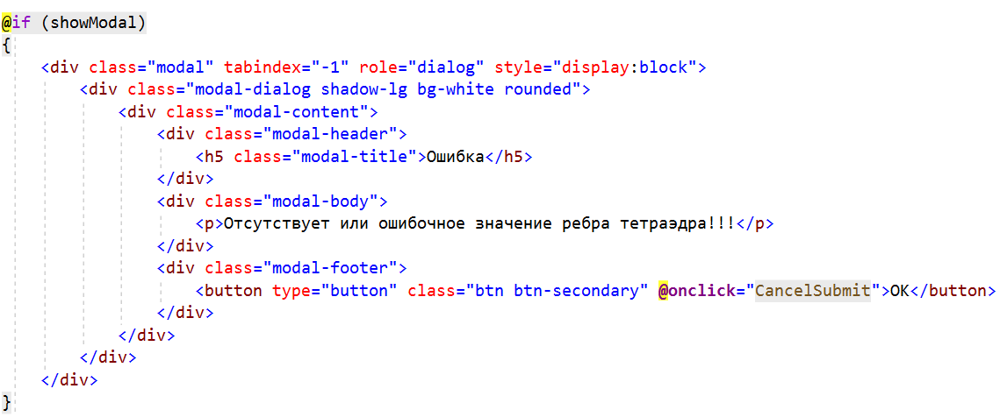 @if (showModal)
{
    <div class="modal" tabindex="-1" role="dialog" style="display:block">
        <div class="modal-dialog shadow-lg bg-white rounded">
            <div class="modal-content">
                <div class="modal-header">
                    <h5 class="modal-title">Ошибка</h5>
                </div>
                <div class="modal-body">
                    <p>Отсутствует или ошибочное значение ребра тетраэдра!!!</p>
                </div>
                <div class="modal-footer">
                    <button type="button" class="btn btn-secondary" @onclick="CancelSubmit">OK</button>
                </div>
            </div>
        </div>
    </div>
}